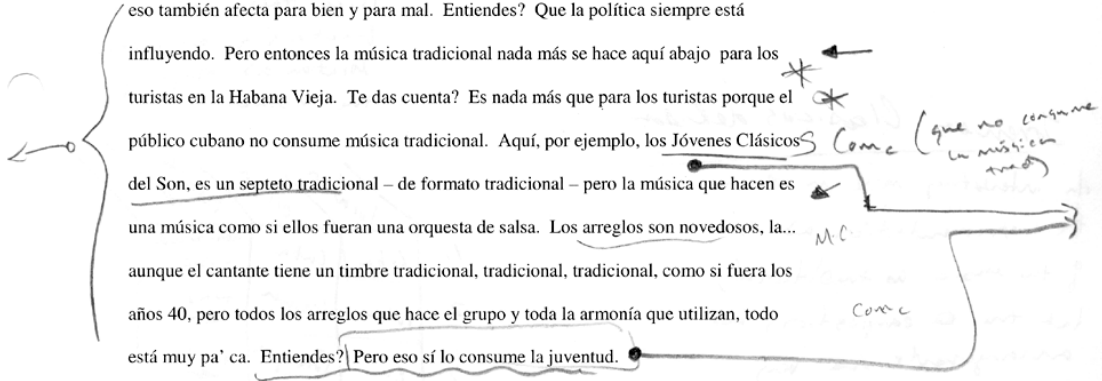 eso también afecta para bien y para mal.  Entiendes?  Que la política siempre está
influyendo.  Pero entonces la música tradicional nada más se hace aquí abajo  para los
turistas en la Habana Vieja.  Te das cuenta?  Es nada más que para los turistas porque el
público cubano no consume música tradicional.  Aquí, por ejemplo, los Jóvenes Clásicos
del Son, es un septeto tradicional – de formato tradicional – pero la música que hacen es
una música como si ellos fueran una orquesta de salsa.  Los arreglos son novedosos, la...
aunque el cantante tiene un timbre tradicional, tradicional, tradicional, como si fuera los
años 40, pero todos los arreglos que hace el grupo y toda la armonía que utilizan, todo
está muy pa' ca.  Entiendes? Pero eso sí lo consume la juventud.
(que no consume
la música
trad)
M.C.